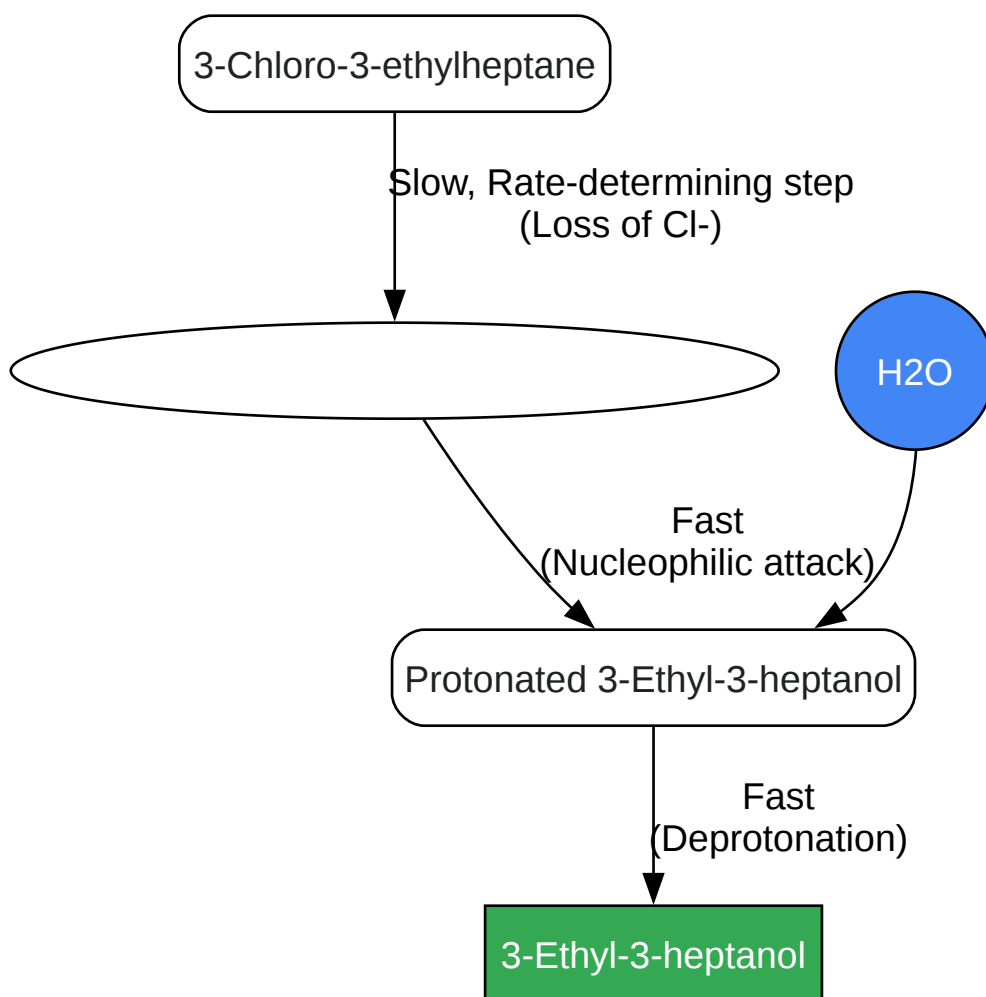 3-Chloro-3-ethylheptane
Slow, Rate-determining step
(Loss of Cl-)
H2O
Fast
(Nucleophilic attack)
Protonated 3-Ethyl-3-heptanol
Fast
(Deprotonation)
3-Ethyl-3-heptanol